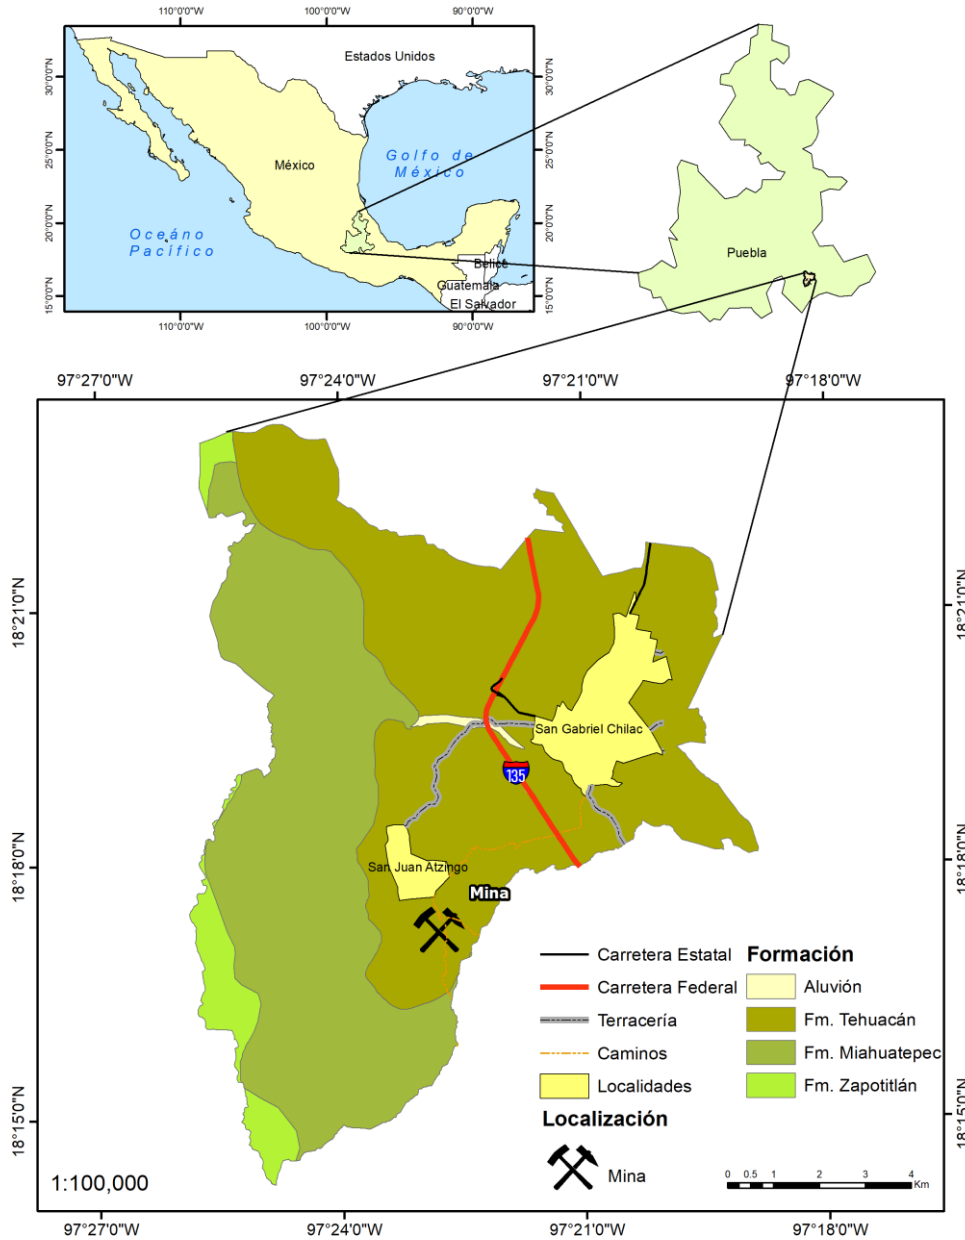 110°0'0"W
100°0'0"W
90°0'0"W
30°0'0"N
25°0'0"N
20°0'0"N
15°0'0"N
Estados Unidos
Golfo de
México
México
Oceáno
Pacífico
Belice
Guatemala
El Salvador
30°0'0"N
25°0'0"N
20°0'0"N
15°0'0"N
110°0'0"W
100°0'0"W
90°0'0"W
Puebla
97°27'0"W
97°24'0"W
97°21'0"W
97°18'0"W
18°21'0"N
18°18'0"N
18°15'0"N
San Gabriel Chilac
135
San Juan Atzingo
Mina
18°21'0"N
18°18'0"N
18°15'0"N
Carretera Estatal
Carretera Federal
Terracería
Caminos
Localidades
Localización
Mina
Formación
Aluvión
Fm. Tehuacán
Fm. Miahuatepec
Fm. Zapotitlán
1:100,000
0 0.5 1 2 3 4
Km
97°27'0"W
97°24'0"W
97°21'0"W
97°18'0"W